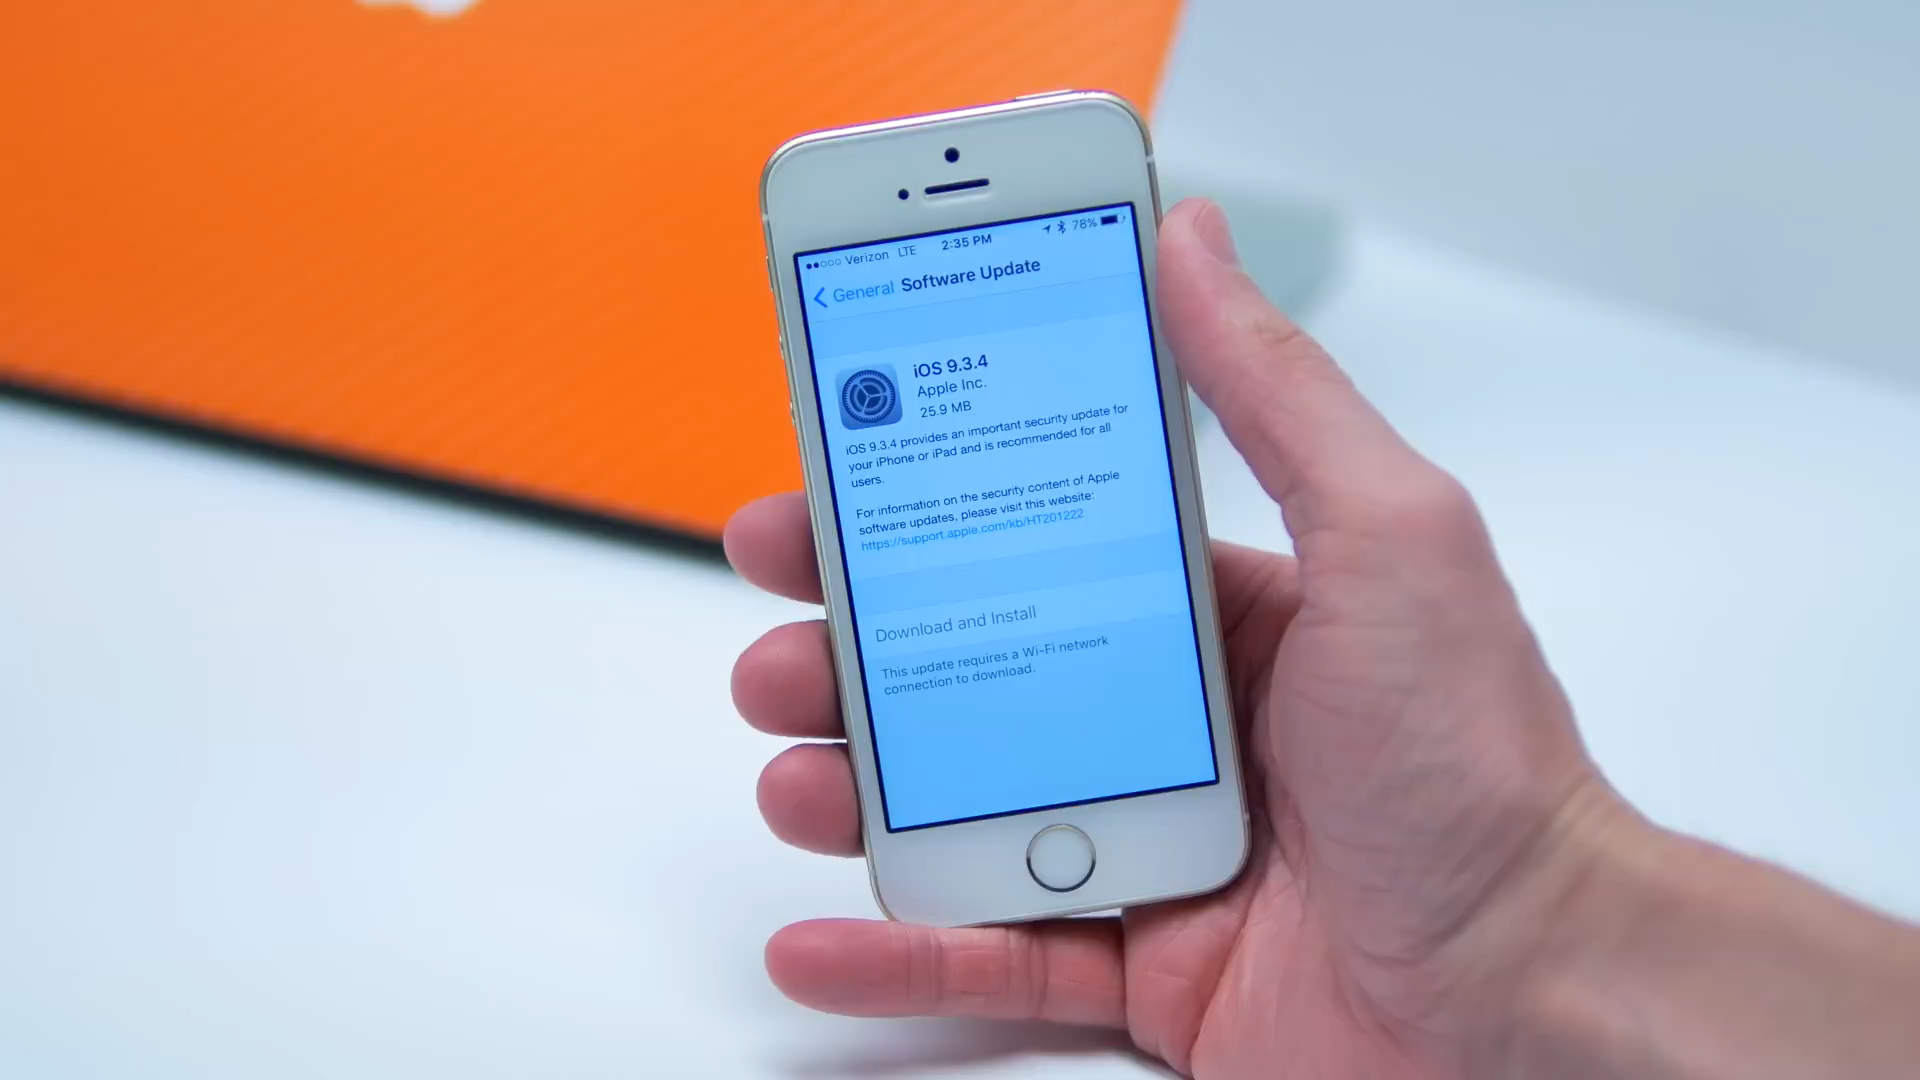 Verizon LTE 2:35 PM 78%
General Software Update
iOS 9.3.4
Apple Inc.
25.9 MB
iOS 9.3.4 provides an important security update for
your iPhone or iPad and is recommended for all
users.
For information on the security content of Apple
software updates, please visit this website:
https://support.apple.com/kb/HT201222
Download and Install
This update requires a Wi-Fi network
connection to download.